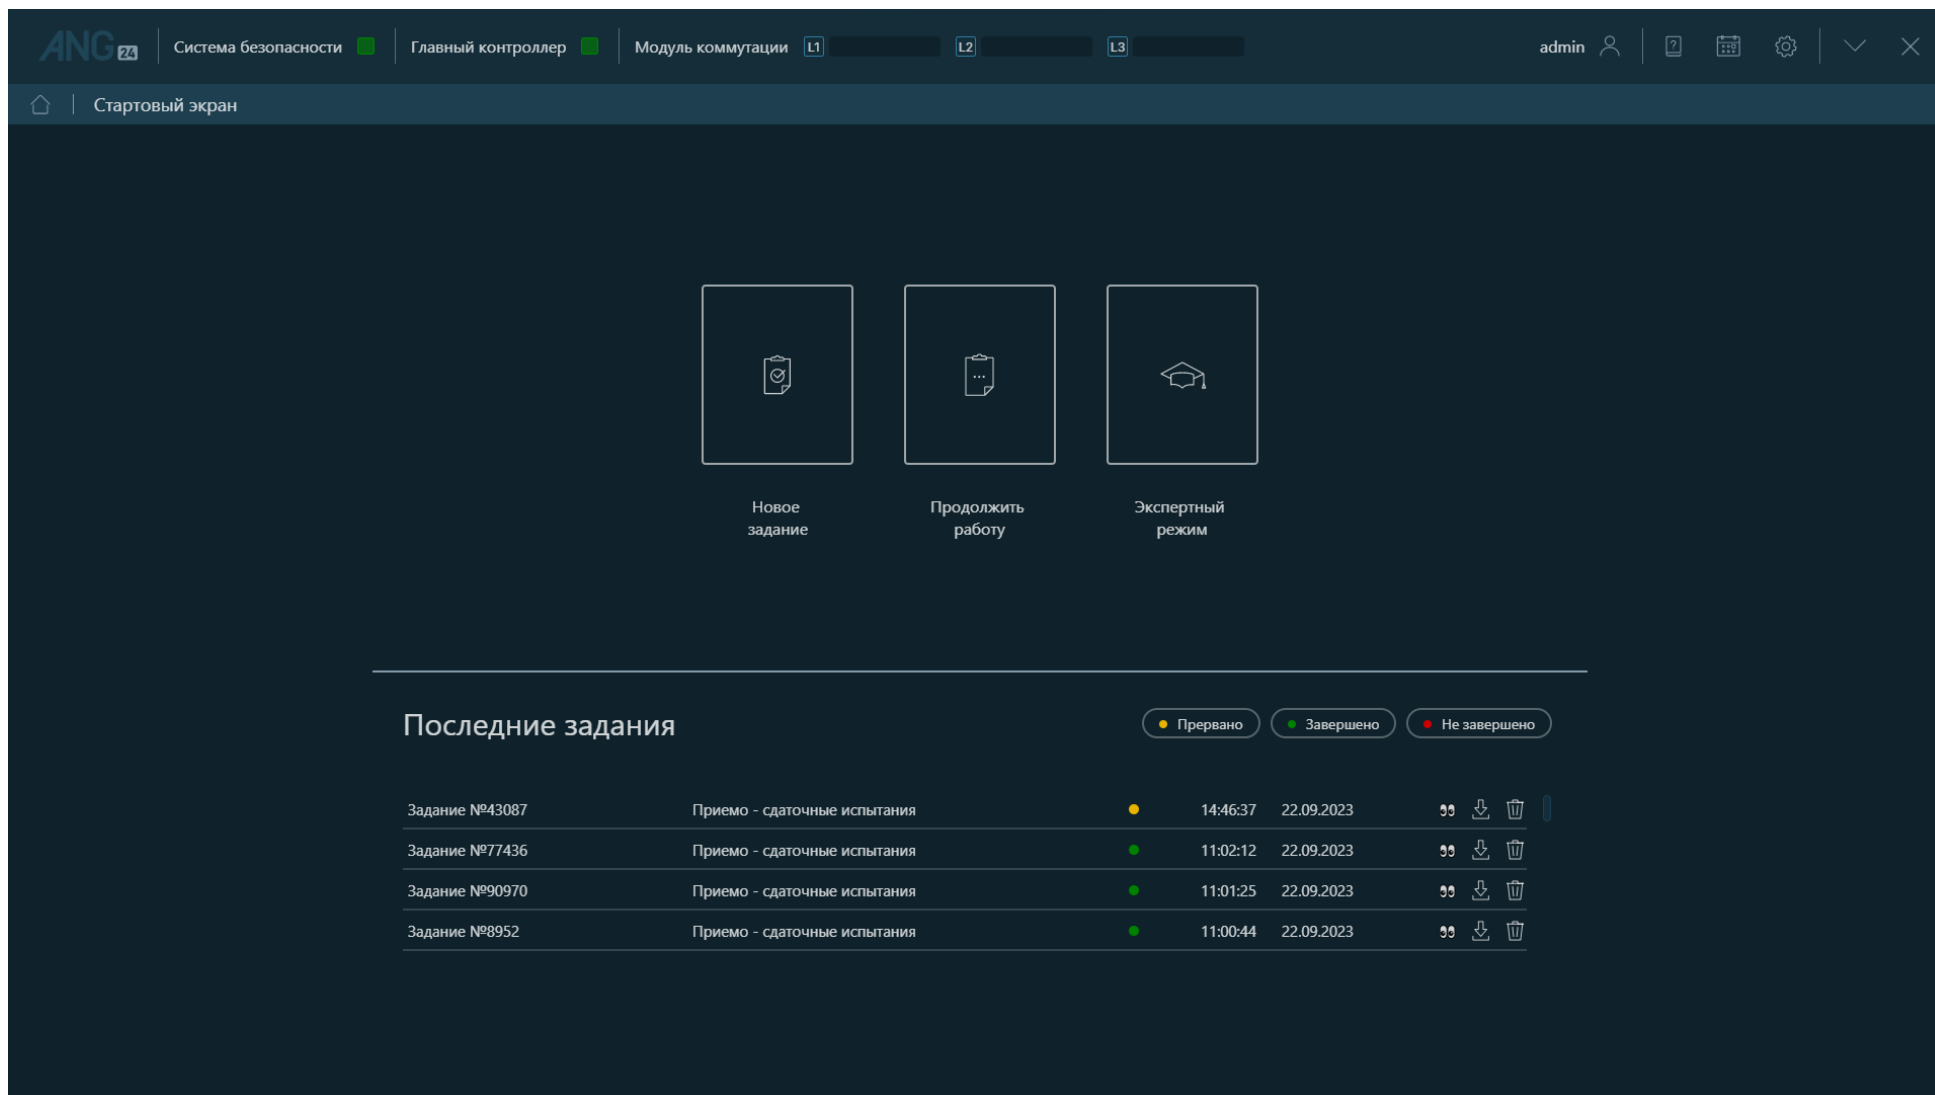 ANG 24
Система безопасности
Главный контроллер
Модуль коммутации L1 L2 L3
admin
Стартовый экран
Новое
задание
Продолжить
работу
Экспертный
режим
Последние задания
Прервано
Завершено
Не завершено
Задание №43087 Приемо - сдаточные испытания 14:46:37 22.09.2023
Задание №77436 Приемо - сдаточные испытания 11:02:12 22.09.2023
Задание №90970 Приемо - сдаточные испытания 11:01:25 22.09.2023
Задание №8952 Приемо - сдаточные испытания 11:00:44 22.09.2023